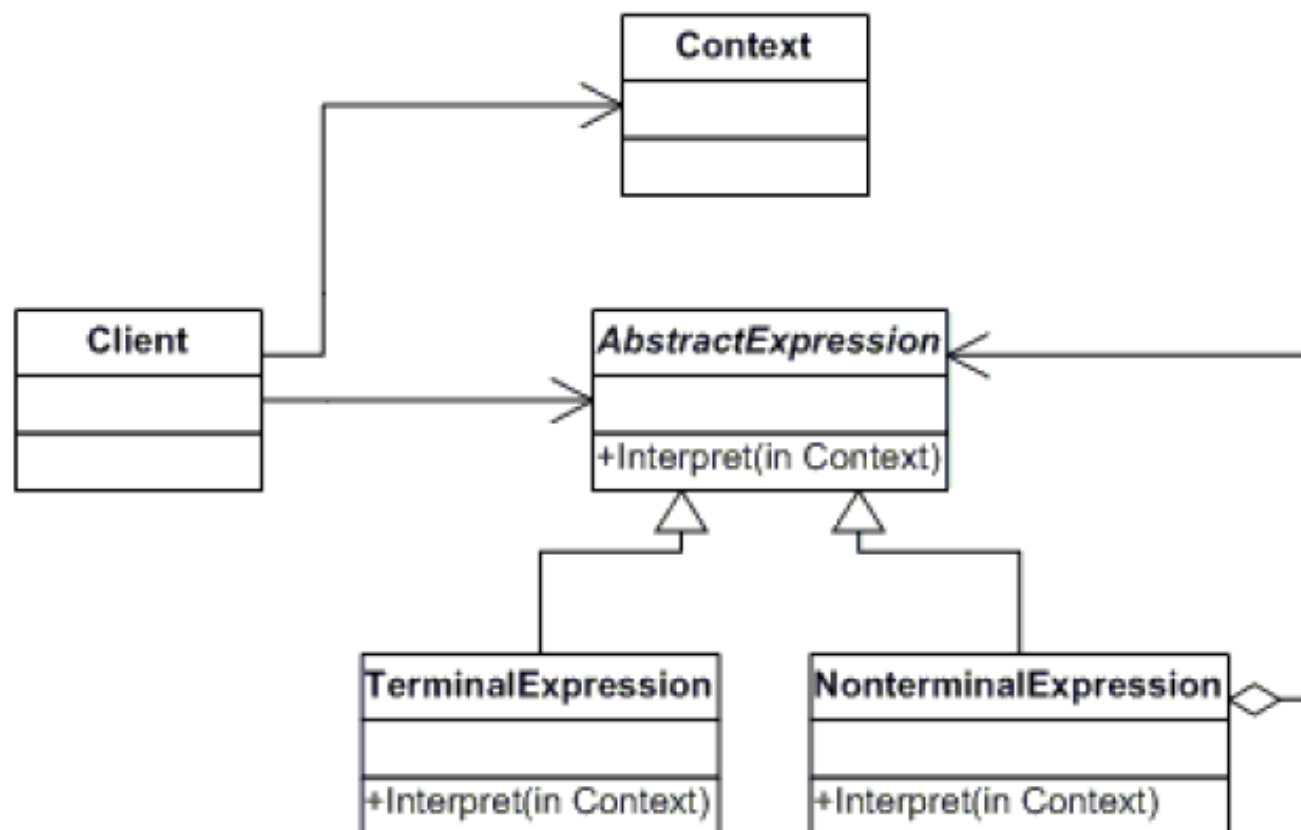 Context
Client
AbstractExpression
+Interpret(in Context)
TerminalExpression
+Interpret(in Context)
NonterminalExpression
+Interpret(in Context)